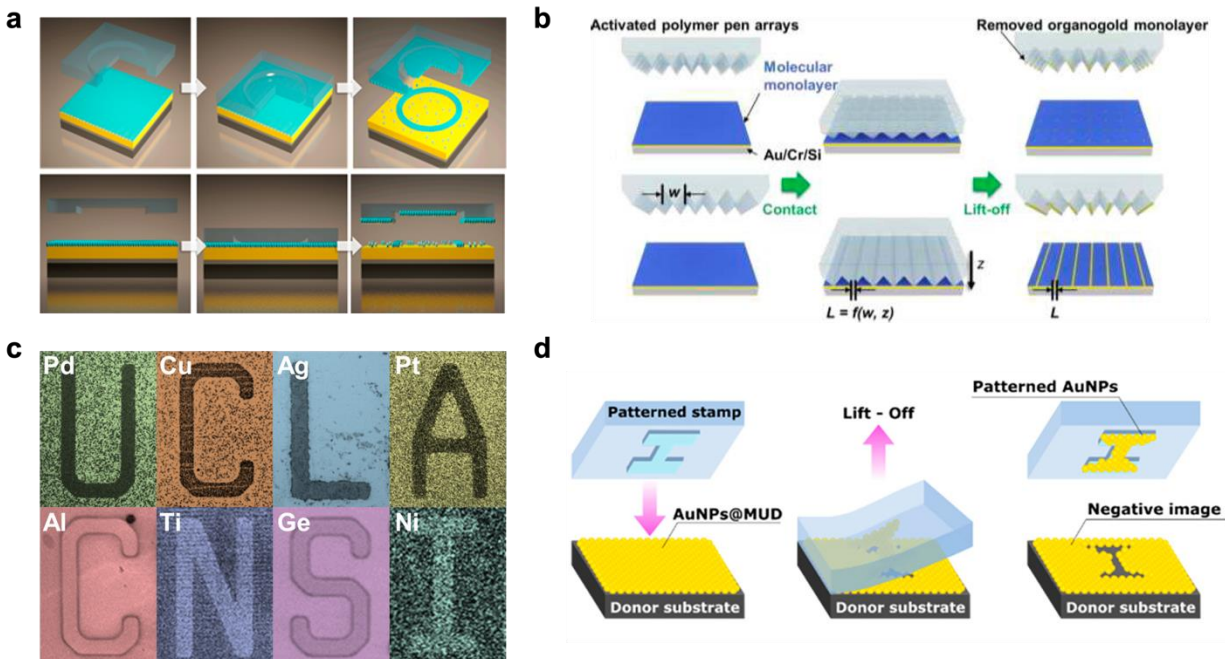 a
b
Activated polymer pen arrays
Removed organogold monolayer
Molecular
monolayer
Au/Cr/Si
w
Contact
Lift-off
z
L = f(w, z)
L
c
Pd
Cu
Ag
Pt
U
C
L
A
Al
Ti
Ge
Ni
C
N
S
I
d
Patterned stamp
Lift - Off
Patterned AuNPs
AuNPs@MUD
Negative image
Donor substrate
Donor substrate
Donor substrate